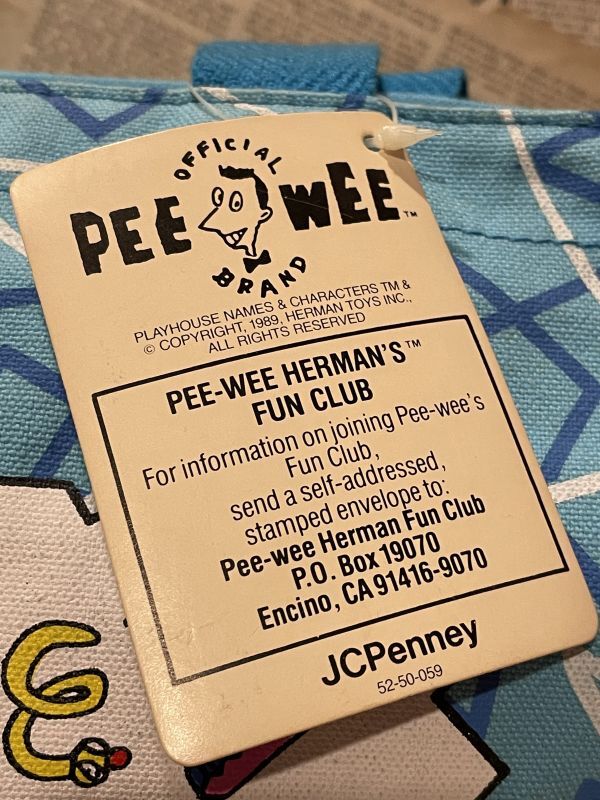 OFFICIAL
PEE WEE™
BRAND
PLAYHOUSE NAMES & CHARACTERS TM &
© COPYRIGHT, 1989, HERMAN TOYS INC.,
ALL RIGHTS RESERVED
PEE-WEE HERMAN'S™
FUN CLUB
For information on joining Pee-wee's
Fun Club,
send a self-addressed,
stamped envelope to:
Pee-wee Herman Fun Club
P.O. Box 19070
Encino, CA 91416-9070
JCPenney
52-50-059